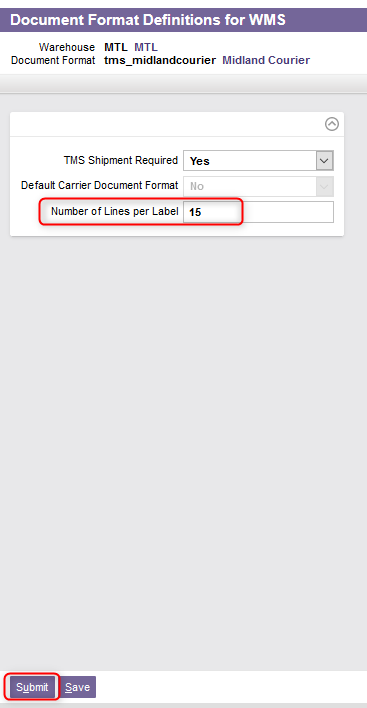 Document Format Definitions for WMS
Warehouse MTL MTL
Document Format tms_midlandcourier Midland Courier
TMS Shipment Required Yes
Default Carrier Document Format No
Number of Lines per Label 15
Submit Save